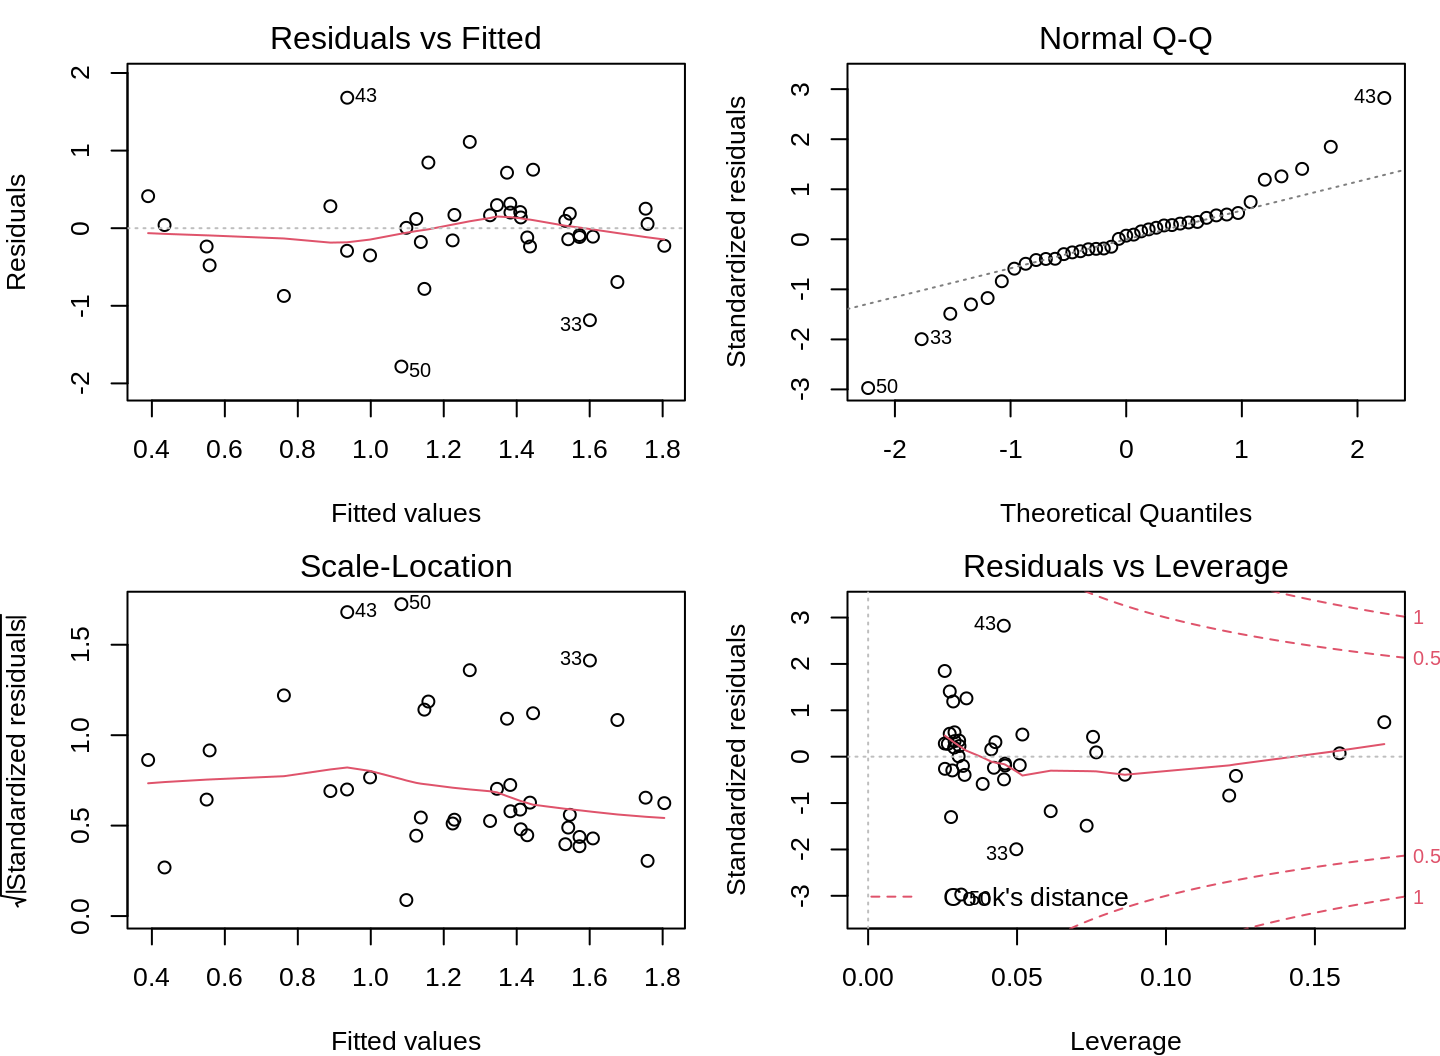 Residuals vs Fitted
Residuals
2
1
0
-1
-2
43
33
50
0.4 0.6 0.8 1.0 1.2 1.4 1.6 1.8
Fitted values
Normal Q-Q
Standardized residuals
3
2
1
0
-1
-2
-3
43
33
50
-2 -1 0 1 2
Theoretical Quantiles
Scale-Location
√|Standardized residuals|
1.5
1.0
0.5
0.0
43
50
33
0.4 0.6 0.8 1.0 1.2 1.4 1.6 1.8
Fitted values
Residuals vs Leverage
Standardized residuals
3
2
1
0
-1
-2
-3
43
33
50
Cook's distance
1
0.5
0.5
1
0.00 0.05 0.10 0.15
Leverage